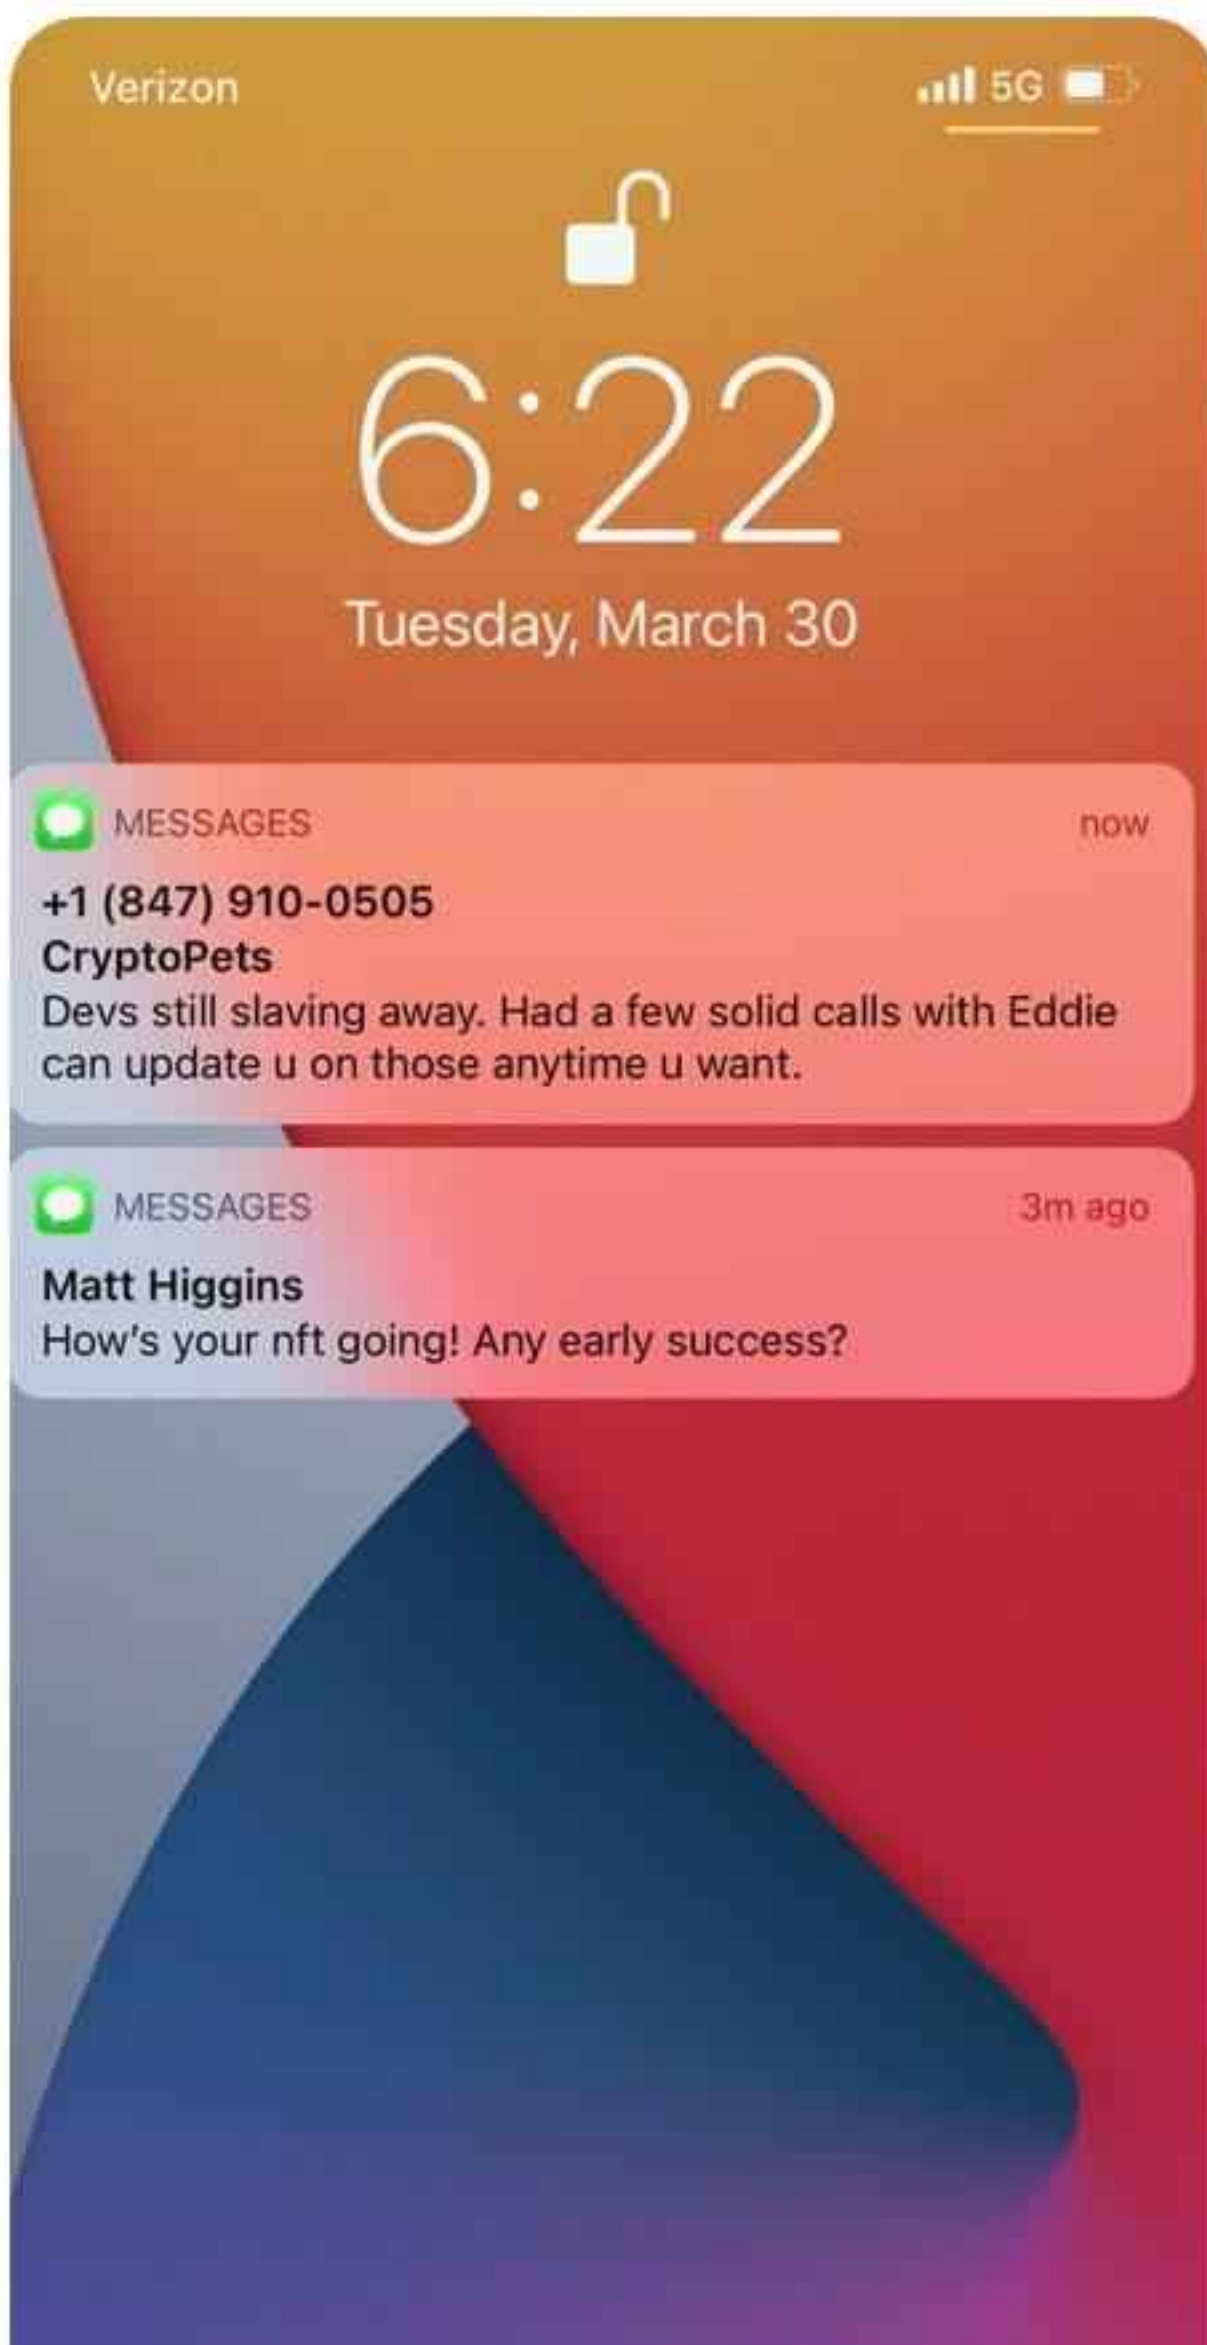 Verizon
5G
6:22
Tuesday, March 30
MESSAGES
now
+1 (847) 910-0505
CryptoPets
Devs still slaving away. Had a few solid calls with Eddie
can update u on those anytime u want.
MESSAGES
3m ago
Matt Higgins
How's your nft going! Any early success?